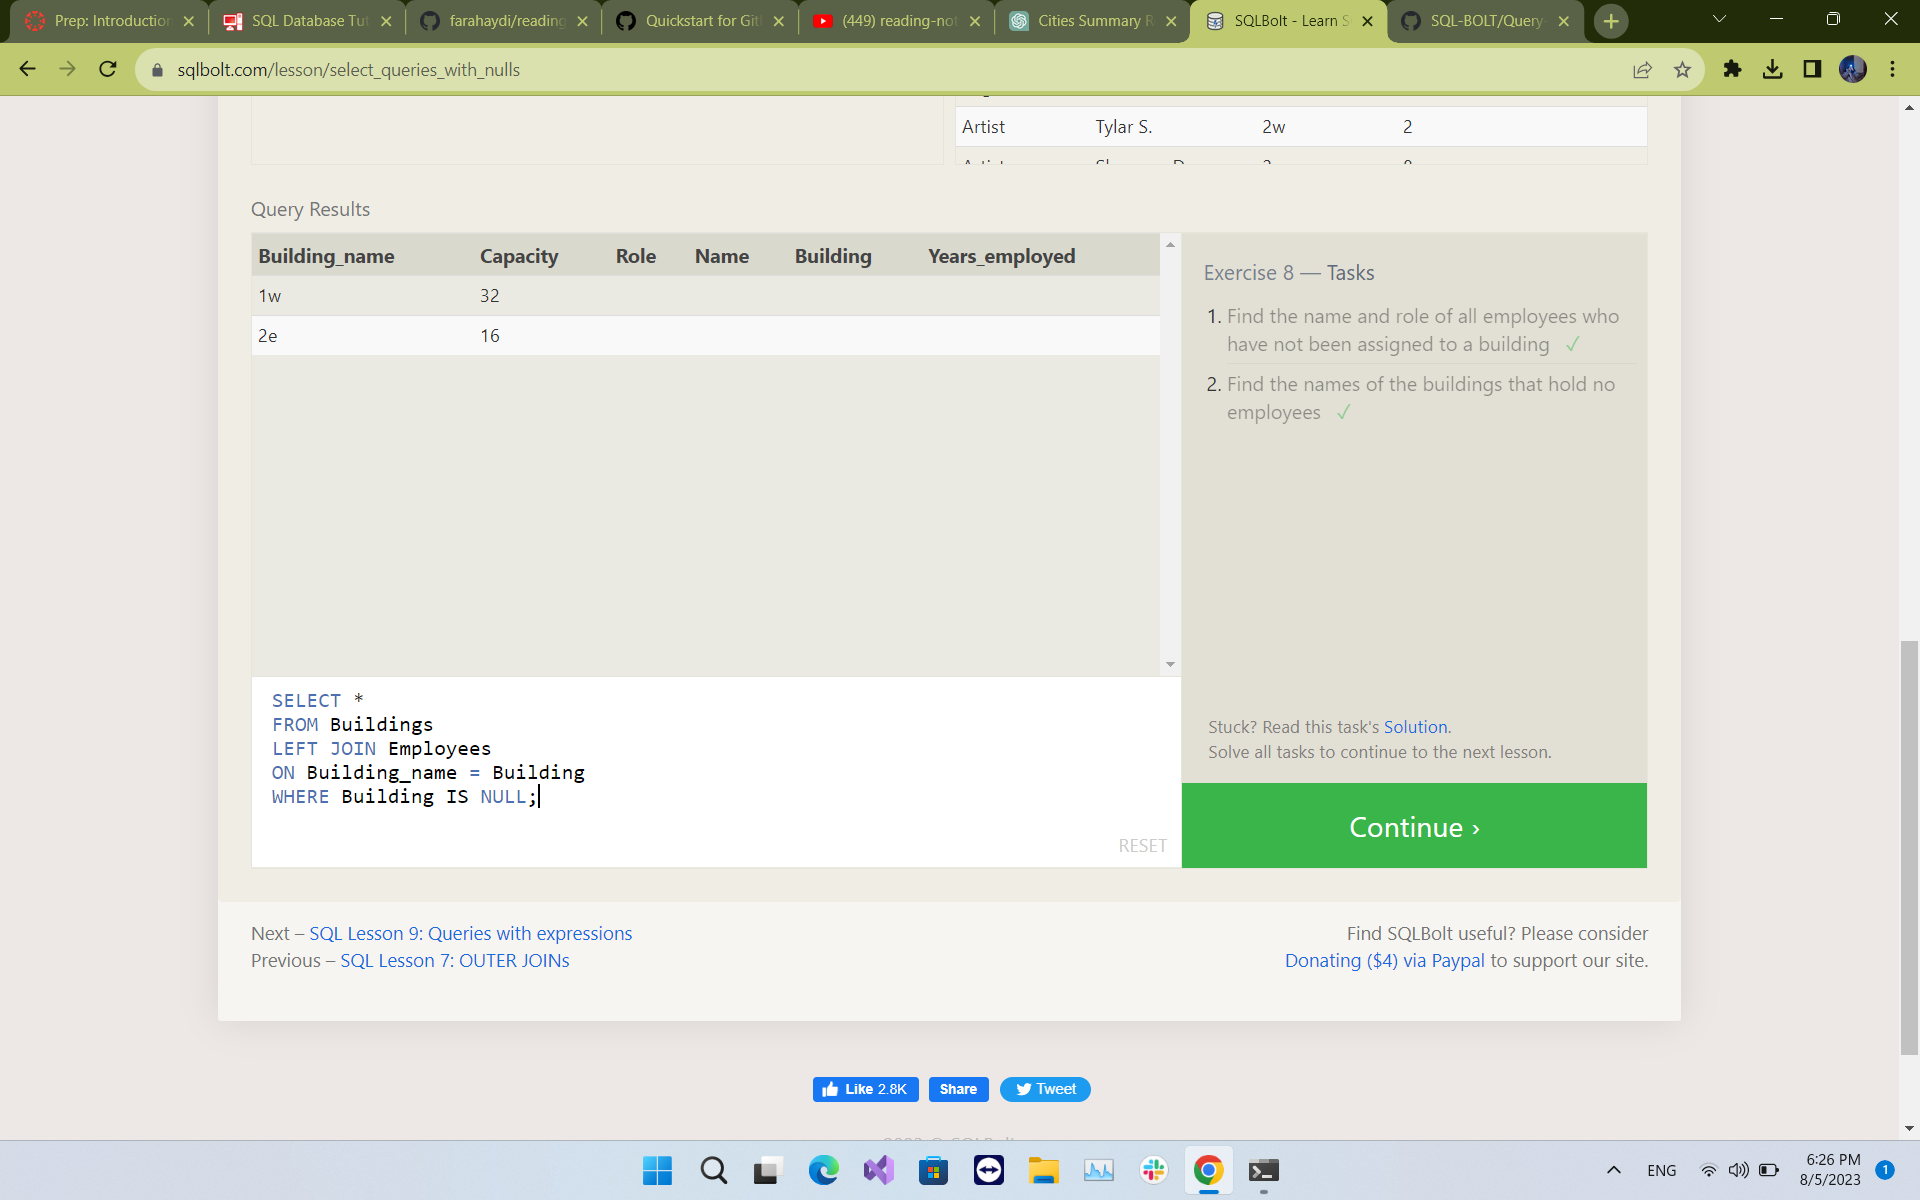 Prep: Introduction
SQL Database Tut
farahaydi/reading
Quickstart for Git
(449) reading-not
Cities Summary R
SQLBolt - Learn S
SQL-BOLT/Query-
sqlbolt.com/lesson/select_queries_with_nulls
Artist Tylar S. 2w 2
Query Results
Building_name Capacity Role Name Building Years_employed
1w 32
2e 16
Exercise 8 — Tasks
1. Find the name and role of all employees who
have not been assigned to a building ✓
2. Find the names of the buildings that hold no
employees ✓
SELECT *
FROM Buildings
LEFT JOIN Employees
ON Building_name = Building
WHERE Building IS NULL;
RESET
Stuck? Read this task's Solution.
Solve all tasks to continue to the next lesson.
Continue ›
Next – SQL Lesson 9: Queries with expressions
Previous – SQL Lesson 7: OUTER JOINs
Find SQLBolt useful? Please consider
Donating ($4) via Paypal to support our site.
Like 2.8K
Share
Tweet
ENG
6:26 PM
8/5/2023
1